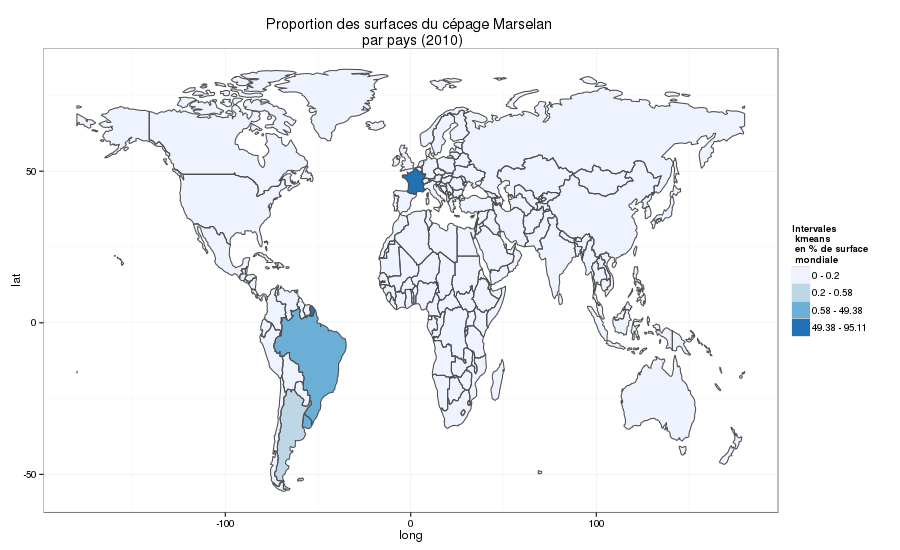 Proportion des surfaces du cépage Marselan
par pays (2010)
50
0
-50
lat
-100
0
100
long
Intervales
kmeans
en % de surface
mondiale
0 - 0.2
0.2 - 0.58
0.58 - 49.38
49.38 - 95.11